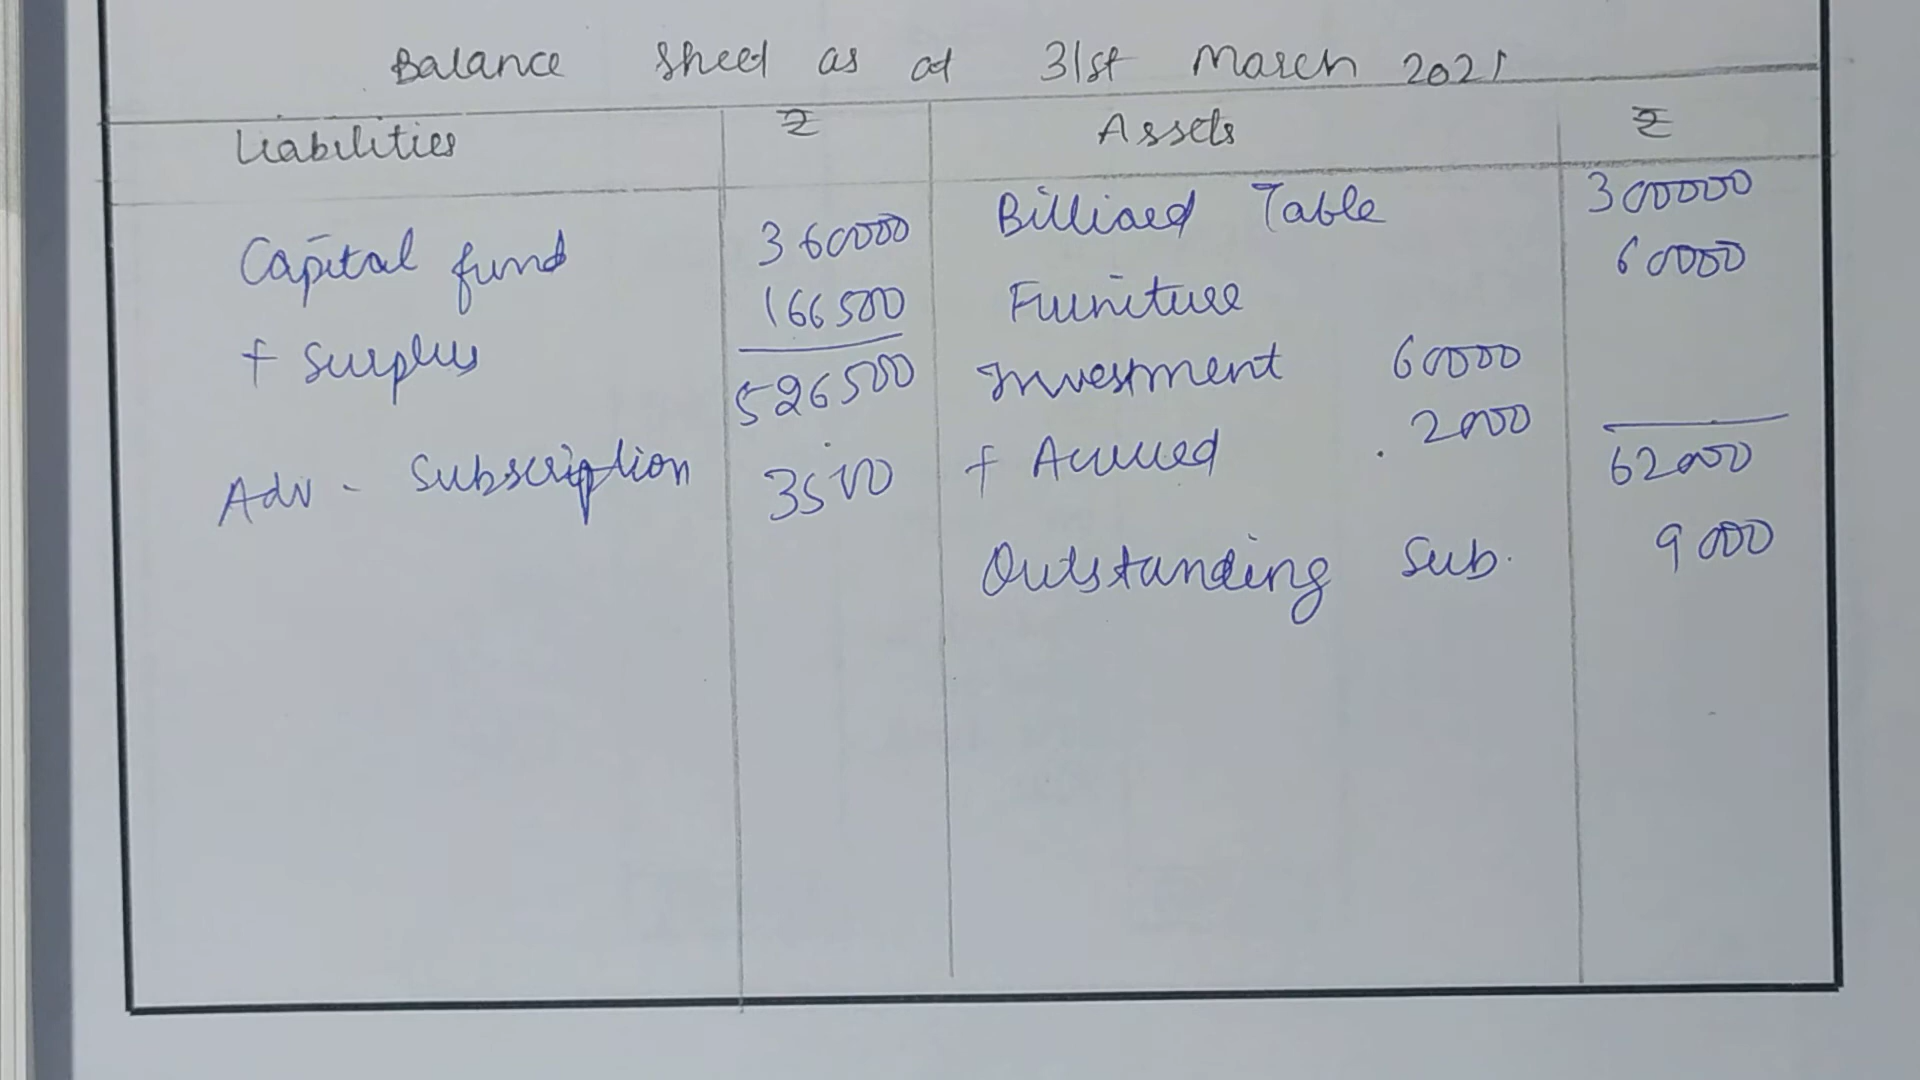 Balance Sheet as at 31st March 2021
Liabilities ₹ Assets ₹
Capital fund 360000 Billiard Table 300000
+ Surplus 166500 Furniture 60000
526500 Investment 60000
Adv. Subscription 3500 + Accrued 2000 62000
Outstanding Sub. 9000